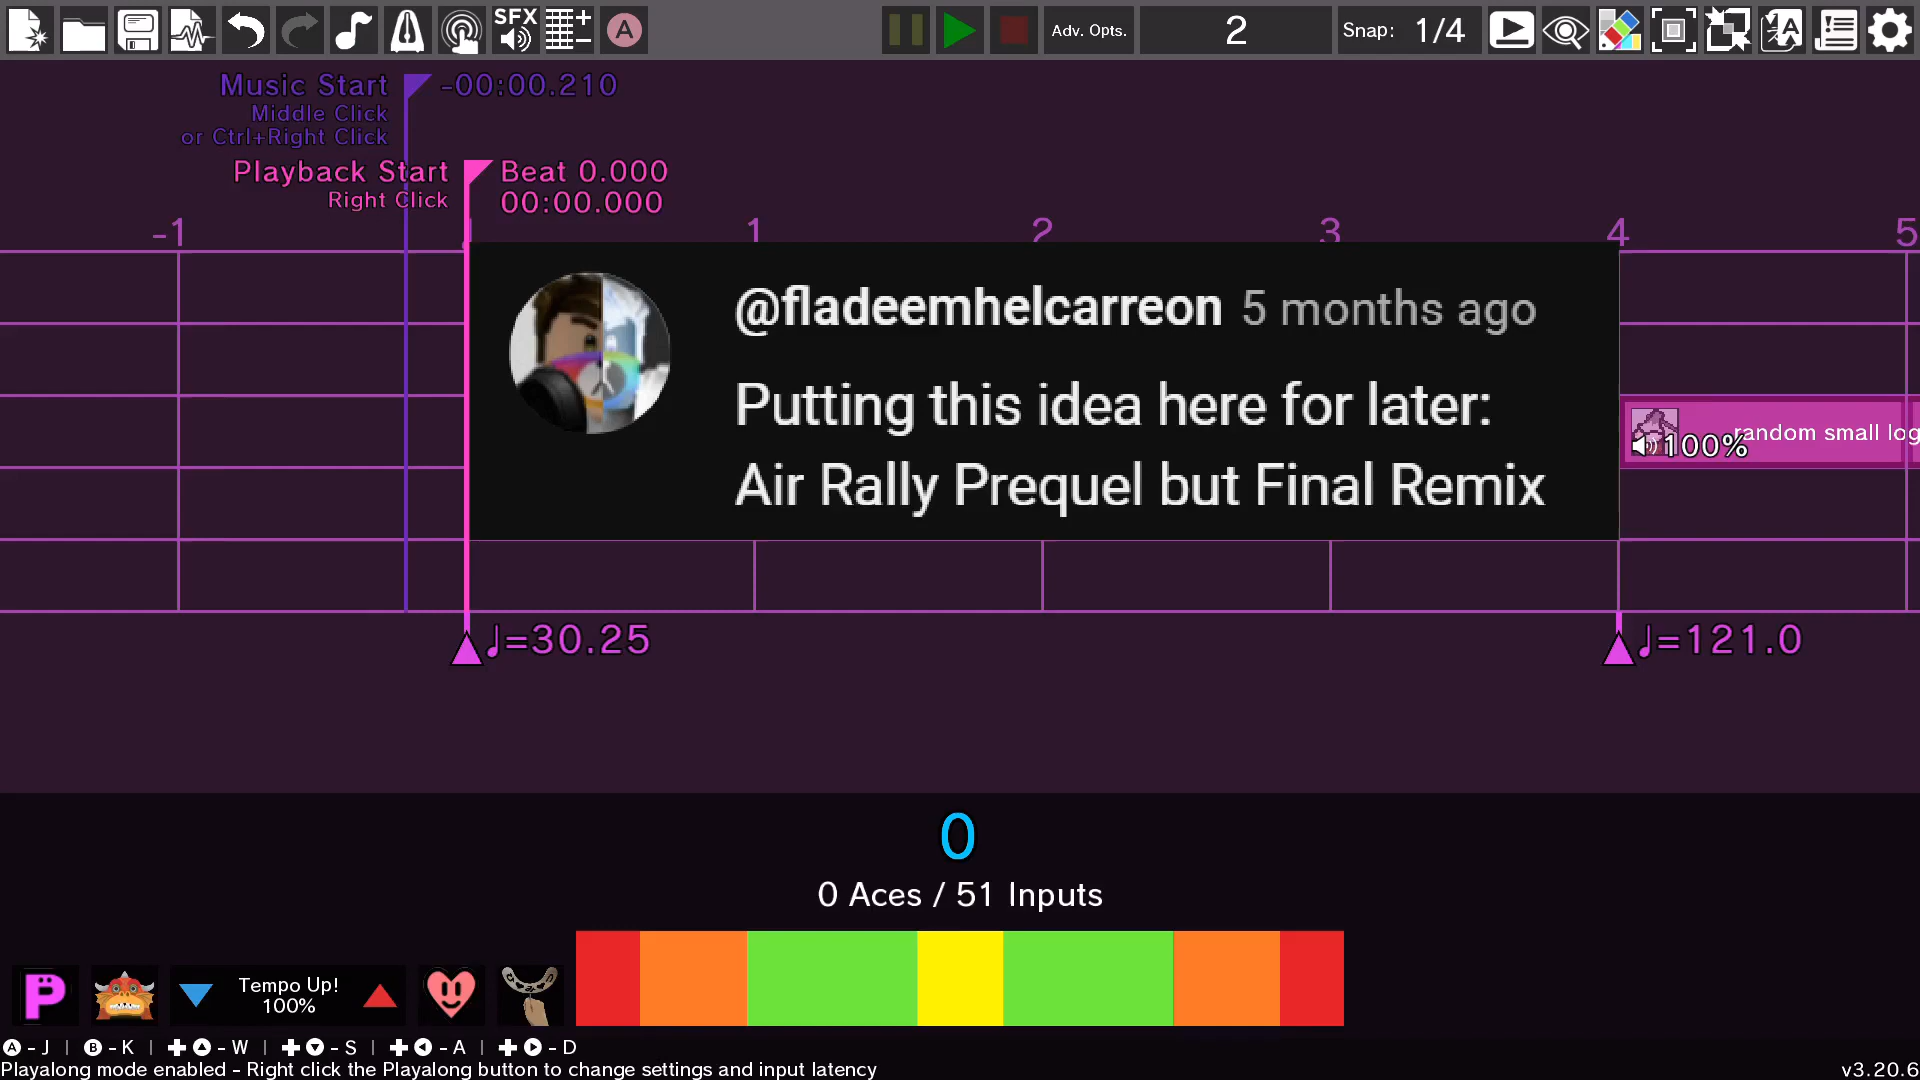 SFX
A
Adv. Opts.
2
Snap: 1/4
Music Start
-00:00.210
Middle Click
or Ctrl+Right Click
Playback Start
Beat 0.000
Right Click
00:00.000
-1
1
2
3
4
5
@fladeemhelcarreon 5 months ago
Putting this idea here for later:
Air Rally Prequel but Final Remix
random small log
100%
♩=30.25
♩=121.0
0
0 Aces / 51 Inputs
P
Tempo Up!
100%
A - J | B - K | - W | - S | - A | - D
Playalong mode enabled - Right click the Playalong button to change settings and input latency
v3.20.6